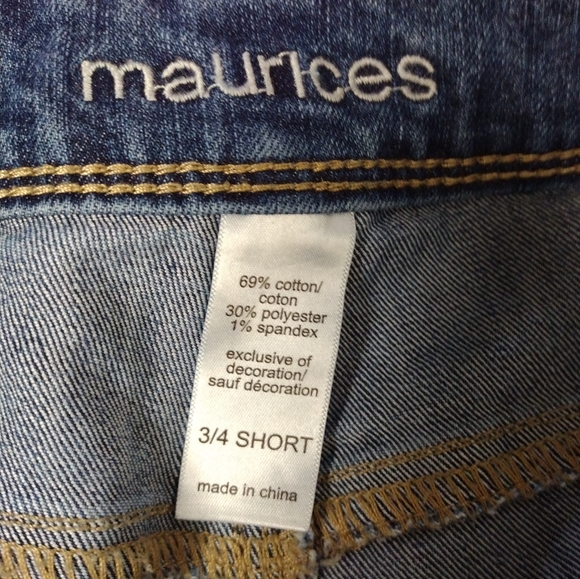 maurices
69% cotton/
coton
30% polyester
1% spandex
exclusive of
decoration/
sauf décoration
3/4 SHORT
made in china